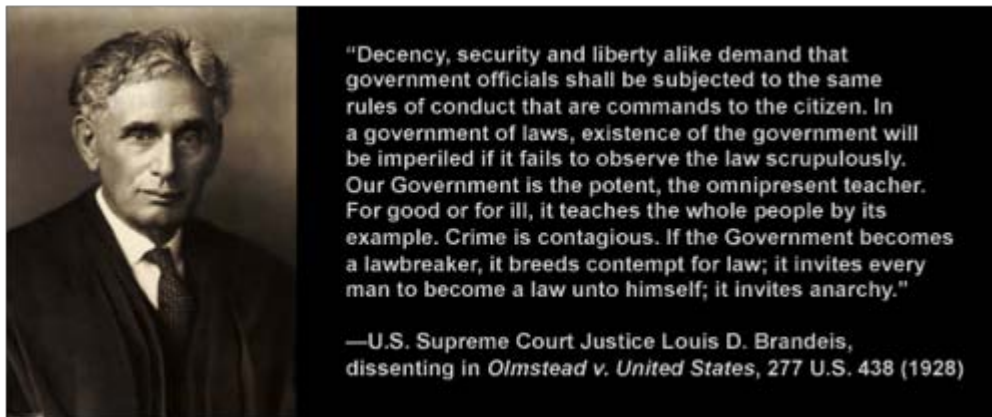 “Decency, security and liberty alike demand that
government officials shall be subjected to the same
rules of conduct that are commands to the citizen. In
a government of laws, existence of the government will
be imperiled if it fails to observe the law scrupulously.
Our Government is the potent, the omnipresent teacher.
For good or for ill, it teaches the whole people by its
example. Crime is contagious. If the Government becomes
a lawbreaker, it breeds contempt for law; it invites every
man to become a law unto himself; it invites anarchy.”
—U.S. Supreme Court Justice Louis D. Brandeis,
dissenting in Olmstead v. United States, 277 U.S. 438 (1928)